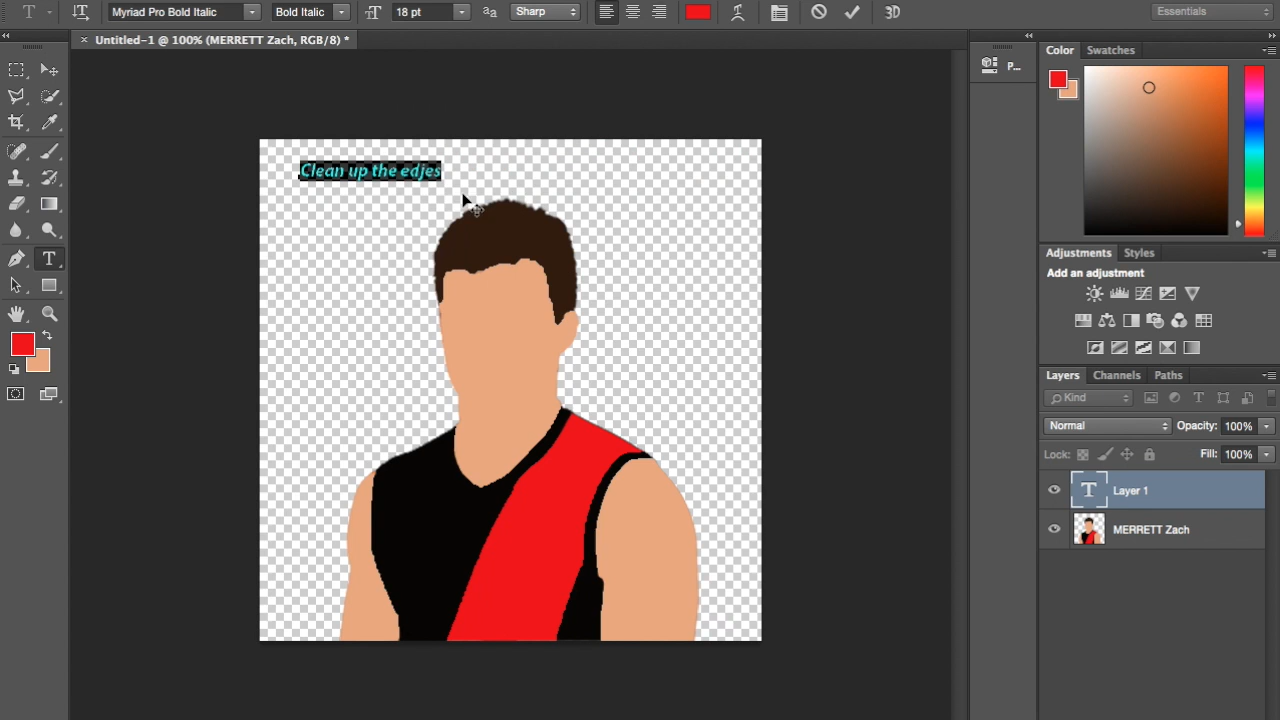 T Myriad Pro Bold Italic Bold Italic 18 pt aa Sharp 3D Essentials
× Untitled-1 @ 100% (MERRETT Zach, RGB/8) *
Clean up the edjes
T
P...
Color Swatches
Adjustments Styles
Add an adjustment
Layers Channels Paths
Kind T
Normal Opacity: 100%
Lock: Fill: 100%
T Layer 1
MERRETT Zach